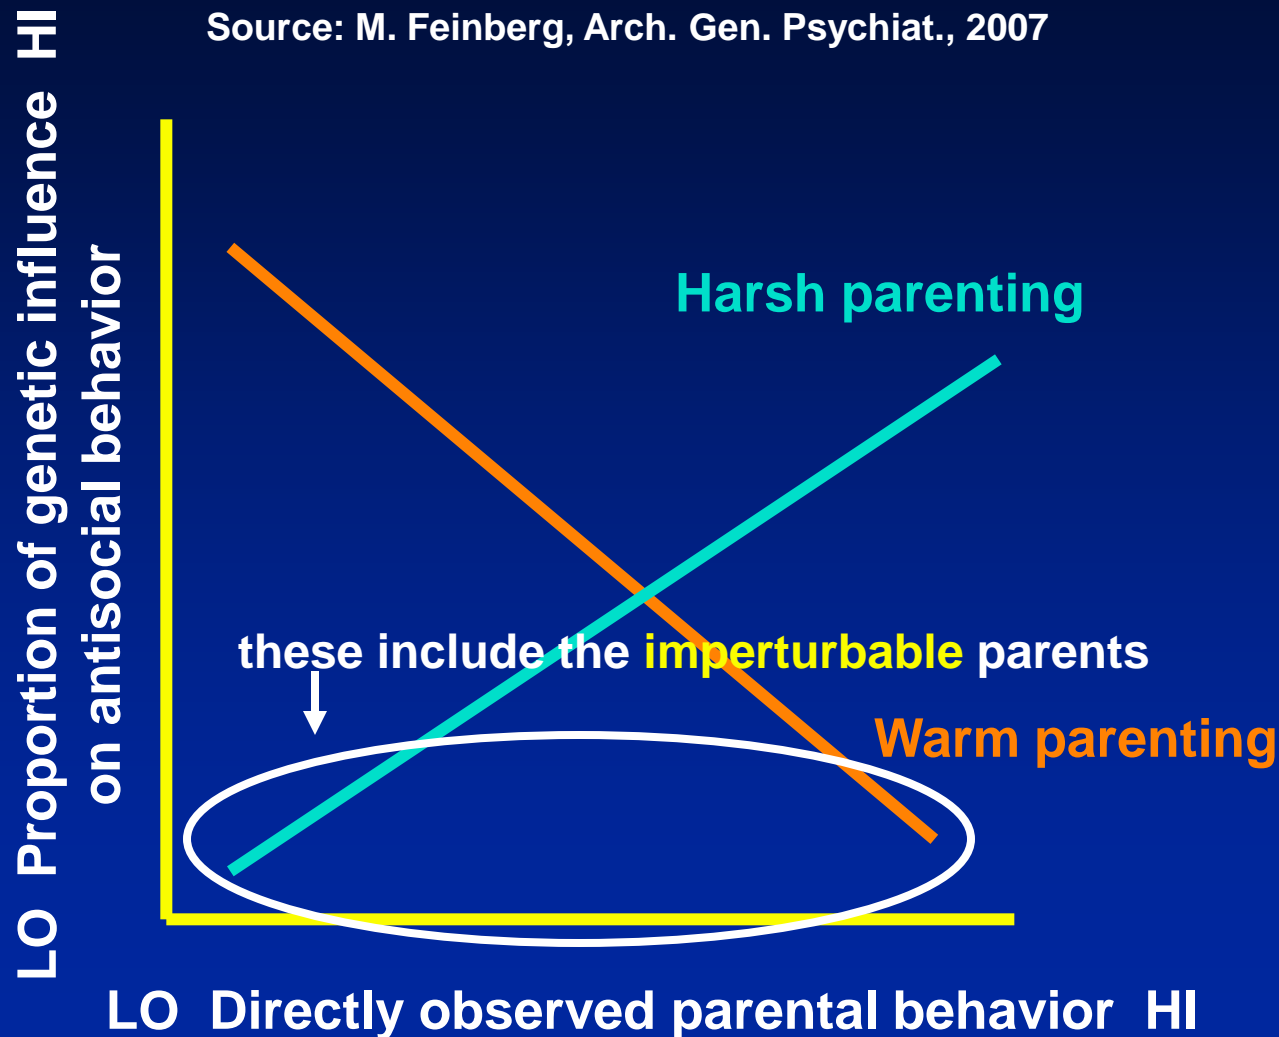 Source: M. Feinberg, Arch. Gen. Psychiat., 2007
LO Proportion of genetic influence HI
on antisocial behavior
Harsh parenting
these include the imperturbable parents
Warm parenting
LO Directly observed parental behavior HI